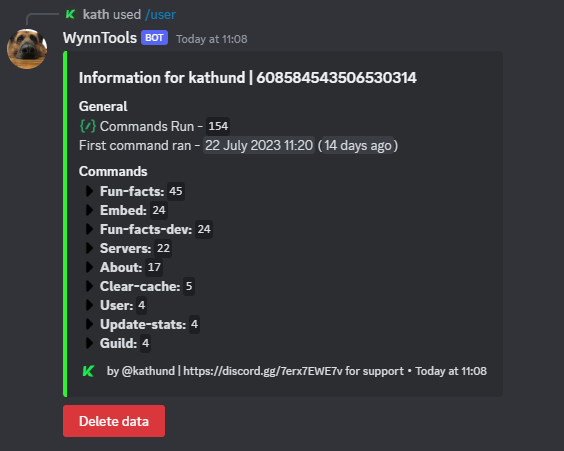 kath used /user
WynnTools BOT Today at 11:08
Information for kathund | 608584543506530314
General
{/} Commands Run - 154
First command ran - 22 July 2023 11:20 (14 days ago)
Commands
Fun-facts: 45
Embed: 24
Fun-facts-dev: 24
Servers: 22
About: 17
Clear-cache: 5
User: 4
Update-stats: 4
Guild: 4
by @kathund | https://discord.gg/7erx7EWE7v for support • Today at 11:08
Delete data